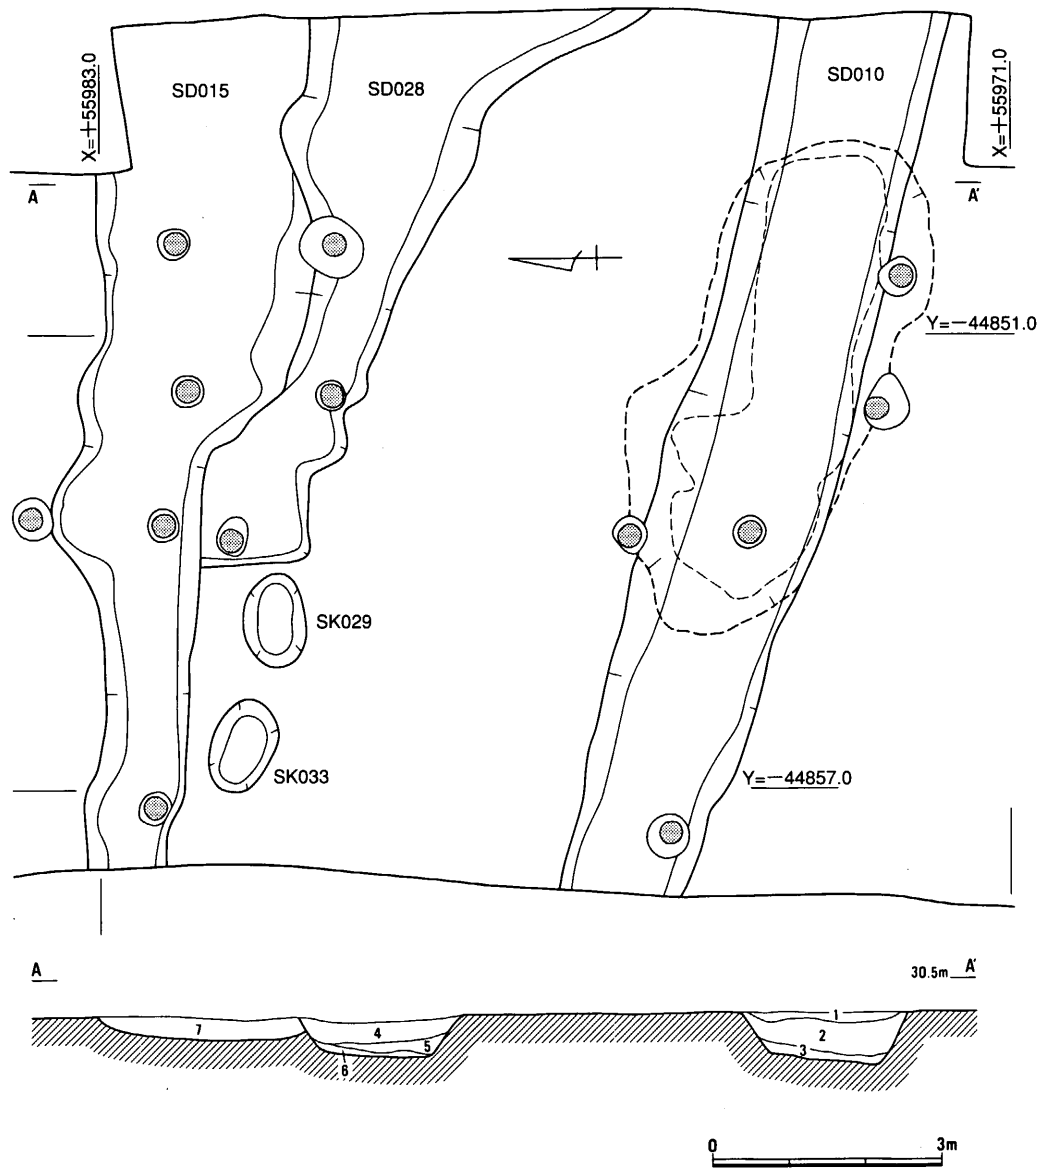 X=+55983.0
SD015
SD028
SD010
X=+55971.0
A
A'
Y=-44851.0
SK029
SK033
Y=-44857.0
A
30.5m
A'
7
4
5
6
1
2
3
0
3m